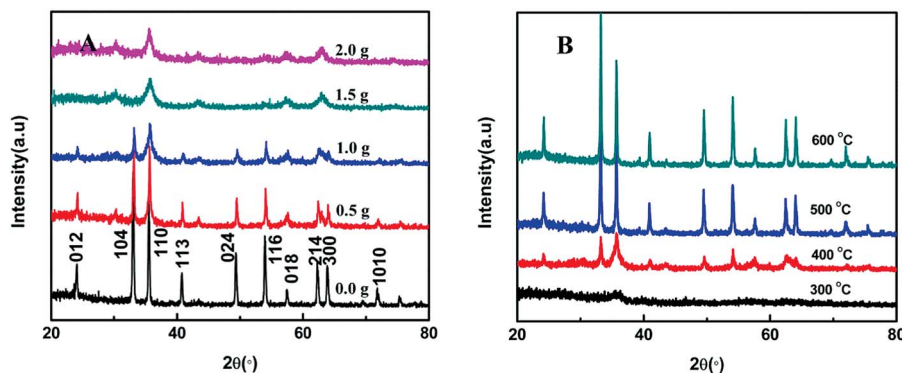 A
2.0 g
1.5 g
1.0 g
0.5 g
0.0 g
012
104
110
113
024
116
018
214
300
1010
Intensity(a.u)
20
40
60
80
2θ(°)
B
600 °C
500 °C
400 °C
300 °C
Intensity(a.u)
20
40
60
80
2θ(°)